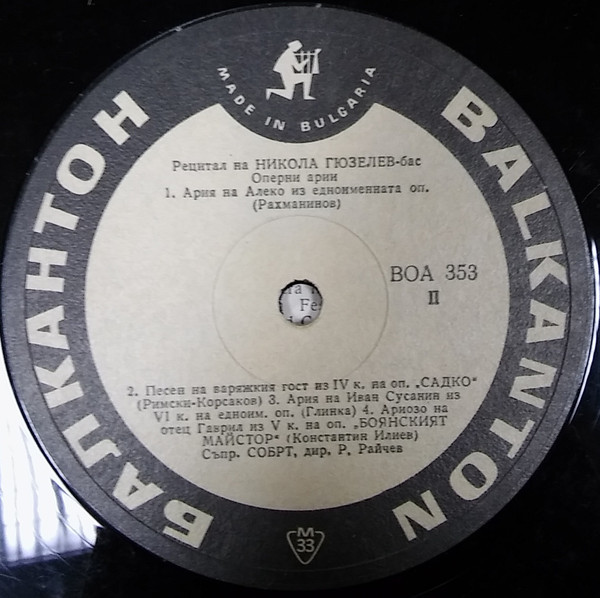 MADE IN BULGARIA
БАЛКАНТОН
BALKANTON
Рецитал на НИКОЛА ГЮЗЕЛЕВ-бас
Оперни арии
1. Ария на Алеко из едноименната оп.
(Рахманинов)
ВОА 353
II
2. Песен на варяжкия гост из IV к. на оп. „САДКО"
(Римски-Корсаков) 3. Ария на Иван Сусанин из
VI к. на едноим. оп. (Глинка) 4. Ариозо на
отец Гаврил из V к. на оп. „БОЯНСКИЯТ
МАЙСТОР" (Константин Илиев)
Съпр. СОБРТ, дир. Р. Райчев
М
33